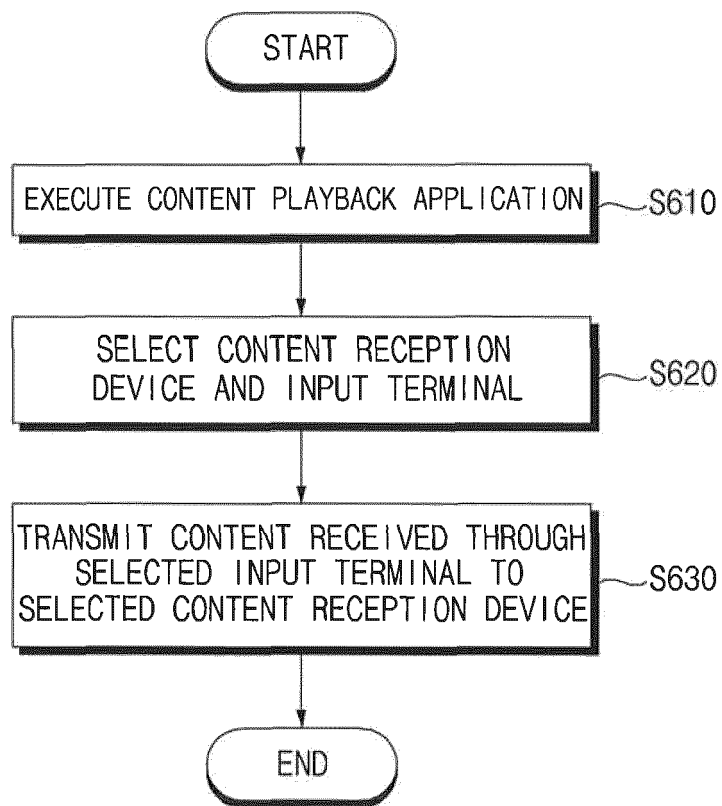 START
EXECUTE CONTENT PLAYBACK APPLICATION
S610
SELECT CONTENT RECEPTION
DEVICE AND INPUT TERMINAL
S620
TRANSMIT CONTENT RECEIVED THROUGH
SELECTED INPUT TERMINAL TO
SELECTED CONTENT RECEPTION DEVICE
S630
END